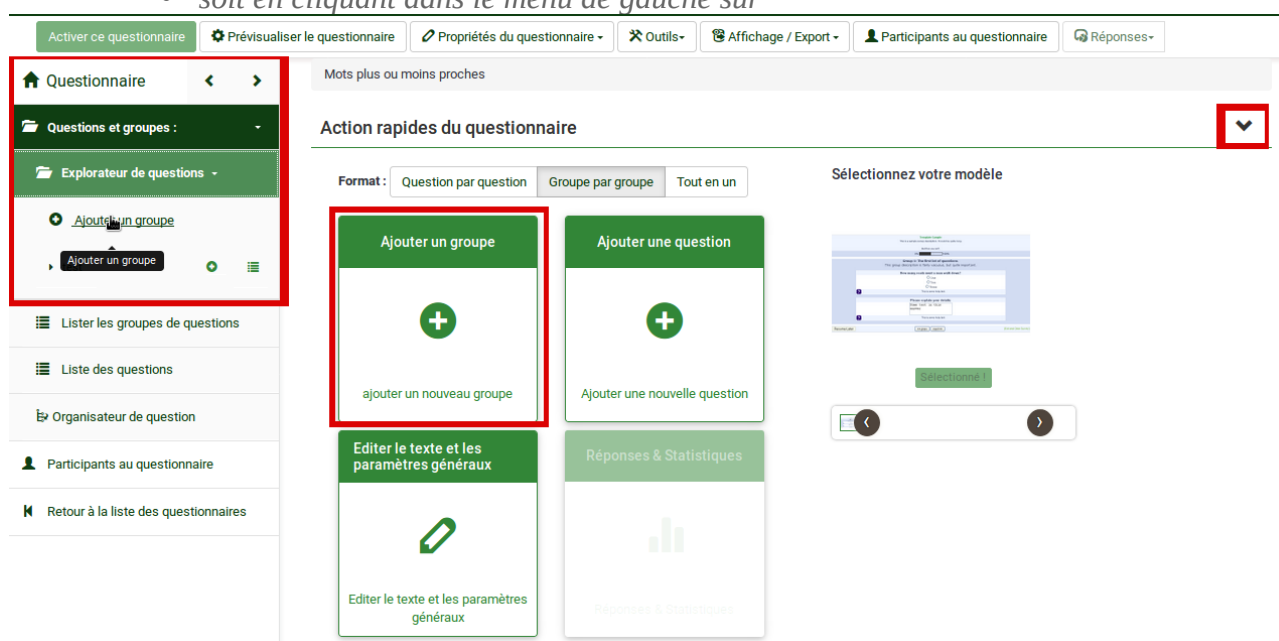 soit en cliquant dans le menu de gauche sur
Activer ce questionnaire
Prévisualiser le questionnaire
Propriétés du questionnaire
Outils
Affichage / Export
Participants au questionnaire
Réponses
Questionnaire
Mots plus ou moins proches
Questions et groupes :
Action rapides du questionnaire
Explorateur de questions
Format :
Question par question
Groupe par groupe
Tout en un
Sélectionnez votre modèle
Ajouter un groupe
Ajouter un groupe
Ajouter un groupe
Ajouter une question
ajouter un nouveau groupe
Ajouter une nouvelle question
Lister les groupes de questions
Liste des questions
Sélectionné !
Organisateur de question
Participants au questionnaire
Retour à la liste des questionnaires
Editer le texte et les
paramètres généraux
Réponses & Statistiques
Editer le texte et les paramètres
généraux
Réponses & Statistiques